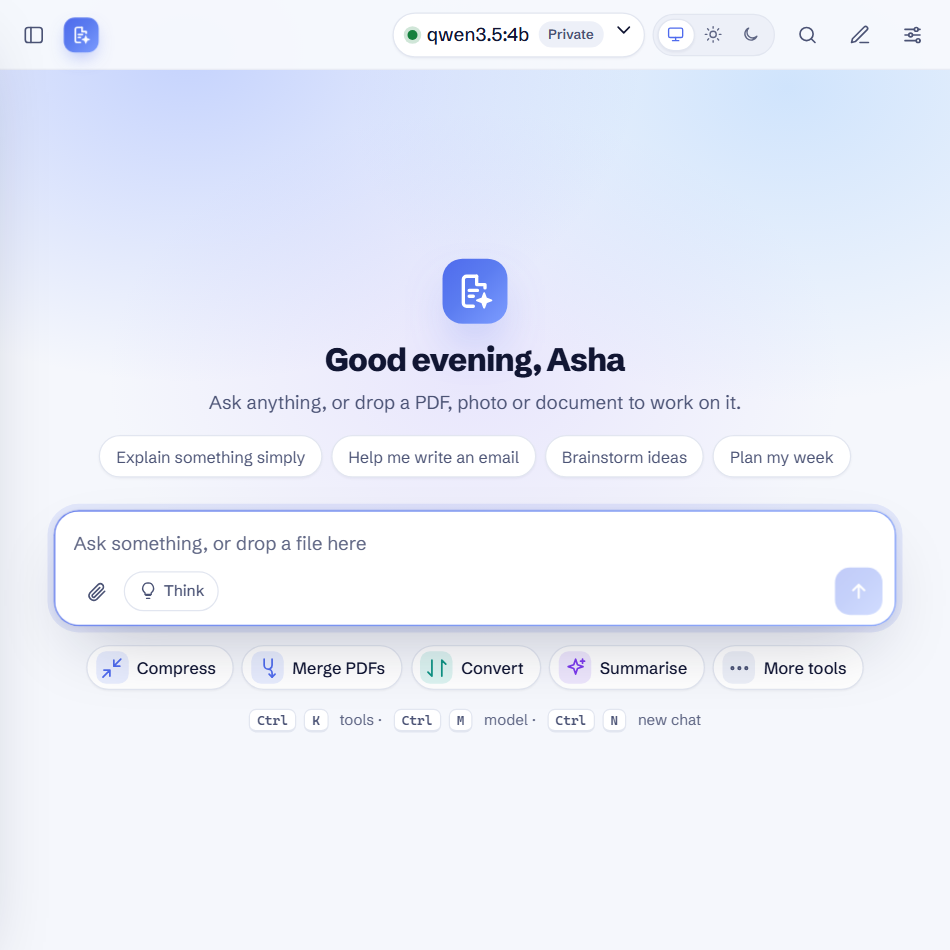 qwen3.5:4b Private
Good evening, Asha
Ask anything, or drop a PDF, photo or document to work on it.
Explain something simply Help me write an email Brainstorm ideas Plan my week
Ask something, or drop a file here
Think
Compress Merge PDFs Convert Summarise More tools
Ctrl K tools · Ctrl M model · Ctrl N new chat